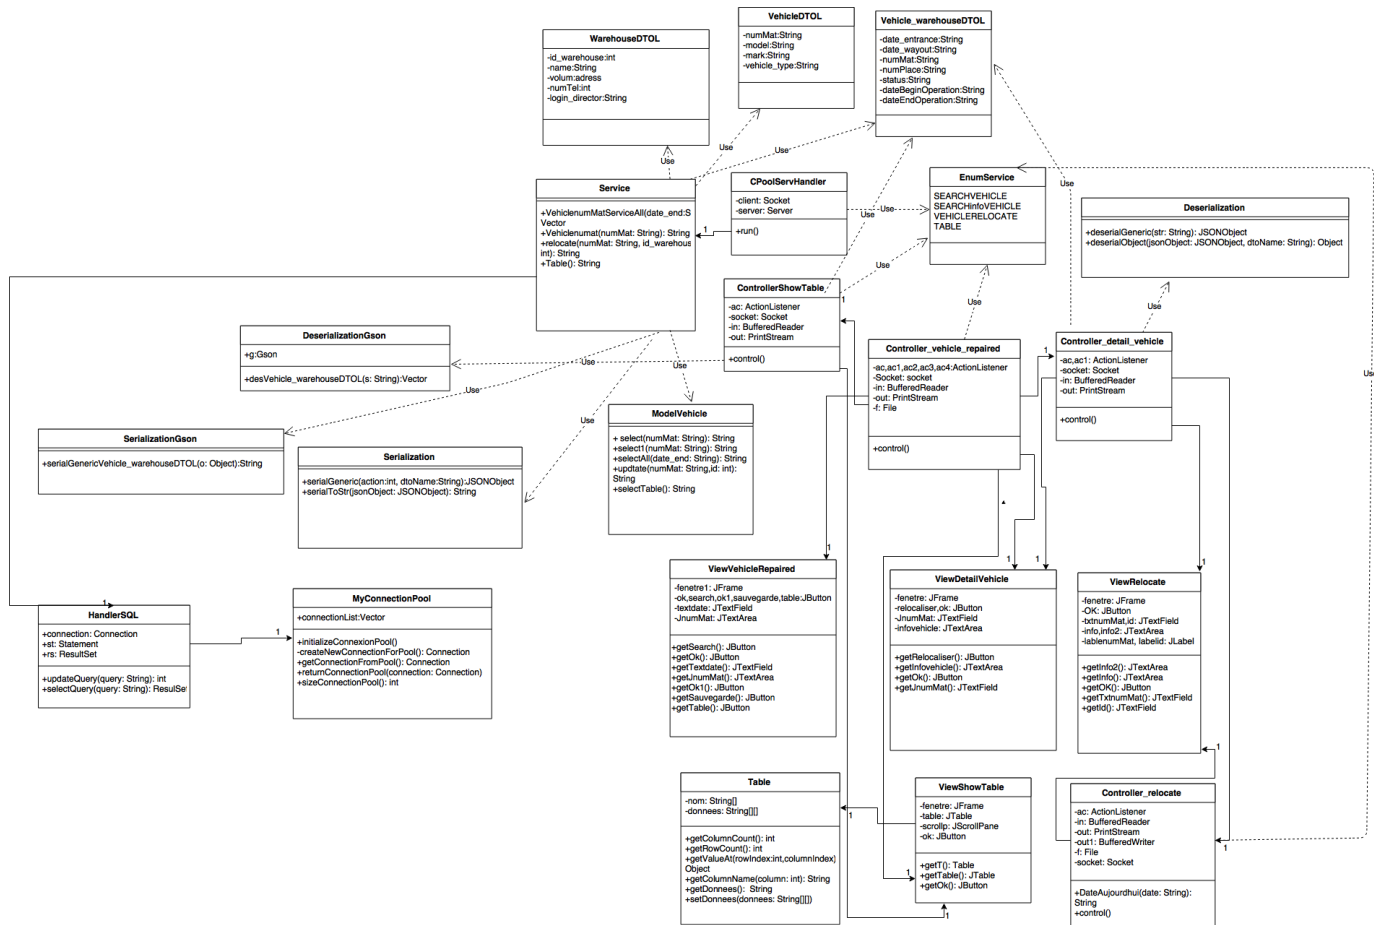 WarehouseDTOL
-id_warehouse:int
-name:String
-volum:adress
-numTel:int
-login_director:String
VehicleDTOL
-numMat:String
-model:String
-mark:String
-vehicle_type:String
Vehicle_warehouseDTOL
-date_entrance:String
-date_wayout:String
-numMat:String
-numPlace:String
-status:String
-dateBeginOperation:String
-dateEndOperation:String
Use
Use
Use
Use
Use
Service
+VehiclenumMatServiceAll(date_end:S
Vector
+Vehiclenumat(numMat: String): String
+relocate(numMat: String, id_warehous
int): String
+Table(): String
1
CPoolServHandler
-client: Socket
-server: Server
+run()
Use
EnumService
SEARCHVEHICLE
SEARCHinfoVEHICLE
VEHICLERELOCATE
TABLE
Deserialization
+deserialGeneric(str: String): JSONObject
+deserialObject(jsonObject: JSONObject, dtoName: String): Object
Use
Use
Use
Use
ControllerShowTable
-ac: ActionListener
-socket: Socket
-in: BufferedReader
-out: PrintStream
+control()
1
Controller_vehicle_repaired
-ac,ac1,ac2,ac3,ac4:ActionListener
-Socket: socket
-in: BufferedReader
-out: PrintStream
-f: File
+control()
1
Controller_detail_vehicle
-ac,ac1: ActionListener
-socket: Socket
-in: BufferedReader
-out: PrintStream
+control()
Us
DeserializationGson
+g:Gson
+desVehicle_warehouseDTOL(s: String):Vector
Use
Use
Use
Use
SerializationGson
+serialGenericVehicle_warehouseDTOL(o: Object):String
Serialization
+serialGeneric(action:int, dtoName:String):JSONObject
+serialToStr(jsonObject: JSONObject): String
ModelVehicle
+ select(numMat: String): String
+select1(numMat: String): String
+selectAll(date_end: String): String
+updtate(numMat: String,id: int):
String
+selectTable(): String
1
1
1
1
ViewVehicleRepaired
-fenetre1: JFrame
-ok,search,ok1,sauvegarde,table:JButton
-textdate: JTextField
-JnumMat: JTextArea
+getSearch(): JButton
+getOk(): JButton
+getTextdate(): JTextField
+getJnumMat(): JTextArea
+getOk1(): JButton
+getSauvegarde(): JButton
+getTable(): JButton
ViewDetailVehicle
-fenetre: JFrame
-relocaliser,ok: JButton
-JnumMat: JTextField
-infovehicle: JTextArea
+getRelocaliser(): JButton
+getInfovehicle(): JTextArea
+getOk(): JButton
+getJnumMat(): JTextField
ViewRelocate
-fenetre: JFrame
-OK: JButton
-txtnumMat,id: JTextField
-info,info2: JTextArea
-lablenumMat, labelid: JLabel
+getInfo2(): JTextArea
+getInfo(): JTextArea
+getOK(): JButton
+getTxtnumMat(): JTextField
+getId(): JTextField
1
1
HandlerSQL
+connection: Connection
+st: Statement
+rs: ResultSet
+updateQuery(query: String): int
+selectQuery(query: String): ResulSet
1
MyConnectionPool
+connectionList:Vector
+initializeConnexionPool()
-createNewConnectionForPool(): Connection
+getConnectionFromPool(): Connection
+returnConnectionPool(connection: Connection)
+sizeConnectionPool(): int
Table
-nom: String[]
-donnees: String[][]
+getColumnCount(): int
+getRowCount(): int
+getValueAt(rowIndex:int,columnIndex)
Object
+getColumnName(column: int): String
+getDonnees(): String
+setDonnees(donnees: String[][])
1
1
1
ViewShowTable
-fenetre: JFrame
-table: JTable
-scrollp: JScrollPane
-ok: JButton
+getT(): Table
+getTable(): JTable
+getOk(): JButton
Controller_relocate
-ac: ActionListener
-in: BufferedReader
-out: PrintStream
-out1: BufferedWriter
-f: File
-socket: Socket
+DateAujourdhui(date: String):
String
+control()
1